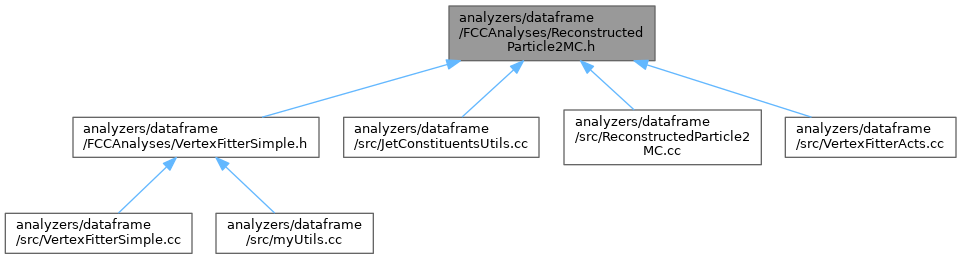 analyzers/dataframe
/FCCAnalyses/Reconstructed
Particle2MC.h
analyzers/dataframe
/FCCAnalyses/VertexFitterSimple.h
analyzers/dataframe
/src/JetConstituentsUtils.cc
analyzers/dataframe
/src/ReconstructedParticle2
MC.cc
analyzers/dataframe
/src/VertexFitterActs.cc
analyzers/dataframe
/src/VertexFitterSimple.cc
analyzers/dataframe
/src/myUtils.cc